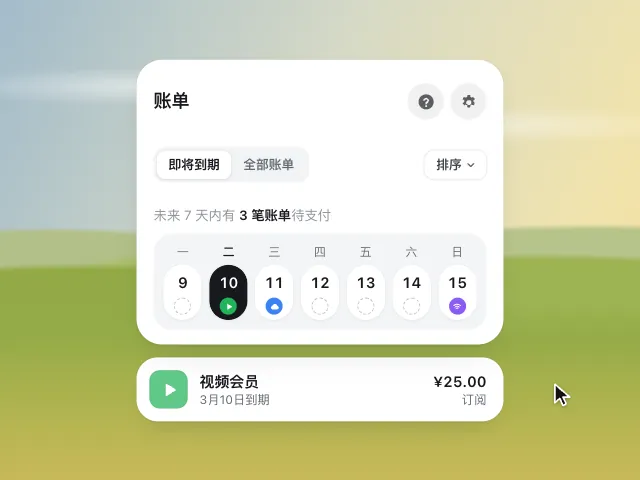 账单
即将到期 全部账单 排序
未来 7 天内有 3 笔账单待支付
一 二 三 四 五 六 日
9 10 11 12 13 14 15
视频会员 ¥25.00
3月10日到期 订阅